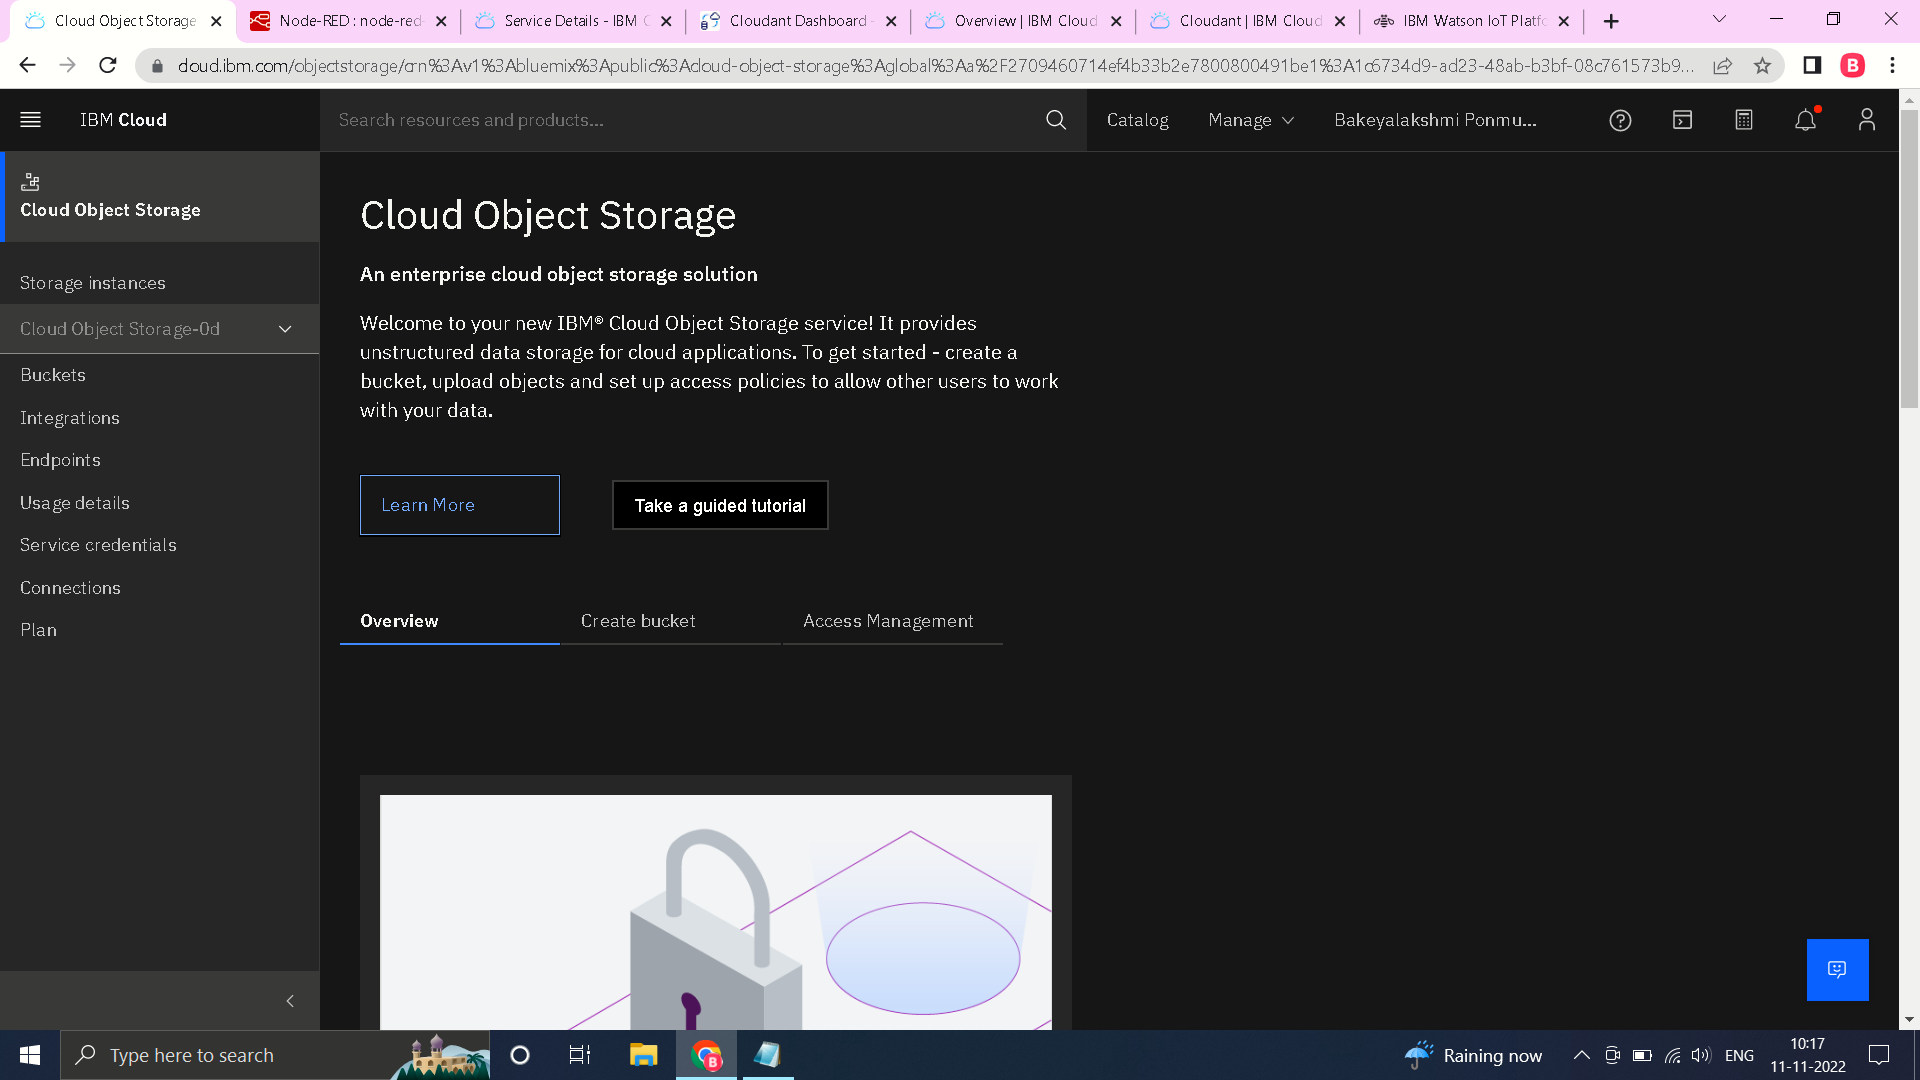 Cloud Object Storage
Node-RED : node-red-
Service Details - IBM C
Cloudant Dashboard -
Overview | IBM Cloud
Cloudant | IBM Cloud
IBM Watson IoT Platfo
cloud.ibm.com/objectstorage/crn%3Av1%3Abluemix%3Apublic%3Acloud-object-storage%3Aglobal%3Aa%2F2709460714ef4b33b2e7800800491be1%3A1c6734d9-ad23-48ab-b3bf-08c761573b9...
B
IBM Cloud
Search resources and products...
Catalog
Manage
Bakeyalakshmi Ponmu...
Cloud Object Storage
Storage instances
Cloud Object Storage-0d
Buckets
Integrations
Endpoints
Usage details
Service credentials
Connections
Plan
Cloud Object Storage
An enterprise cloud object storage solution
Welcome to your new IBM® Cloud Object Storage service! It provides
unstructured data storage for cloud applications. To get started - create a
bucket, upload objects and set up access policies to allow other users to work
with your data.
Learn More
Take a guided tutorial
Overview
Create bucket
Access Management
Type here to search
B
Raining now
ENG
10:17
11-11-2022